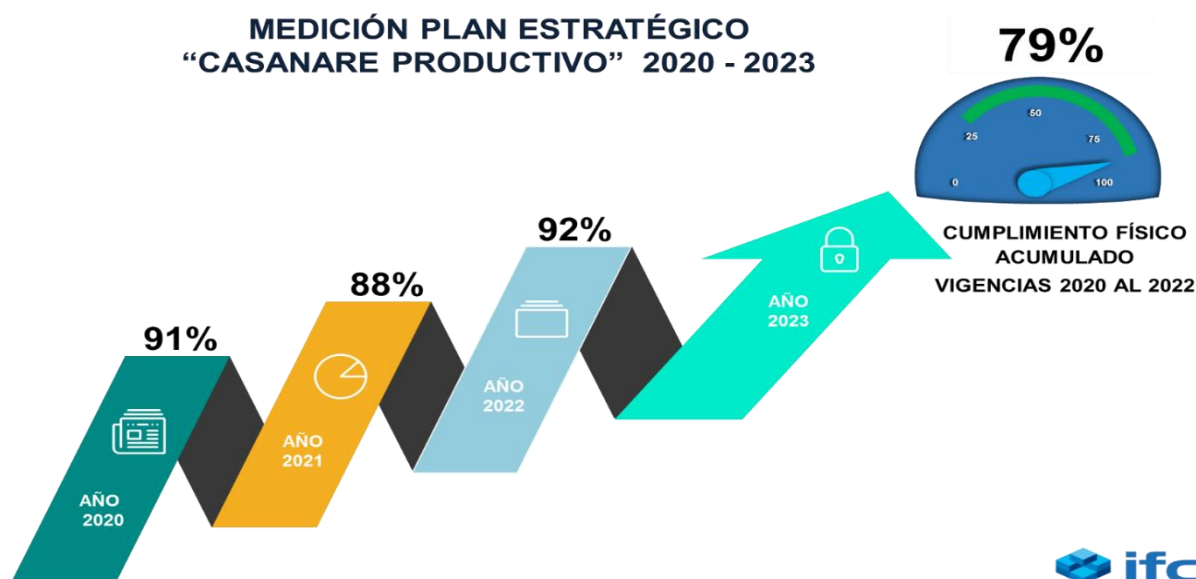 MEDICIÓN PLAN ESTRATÉGICO
“CASANARE PRODUCTIVO” 2020 - 2023
79%
50
25
75
0
100
CUMPLIMIENTO FÍSICO
ACUMULADO
VIGENCIAS 2020 AL 2022
92%
88%
91%
AÑO
2023
AÑO
2022
AÑO
2021
AÑO
2020
ifc